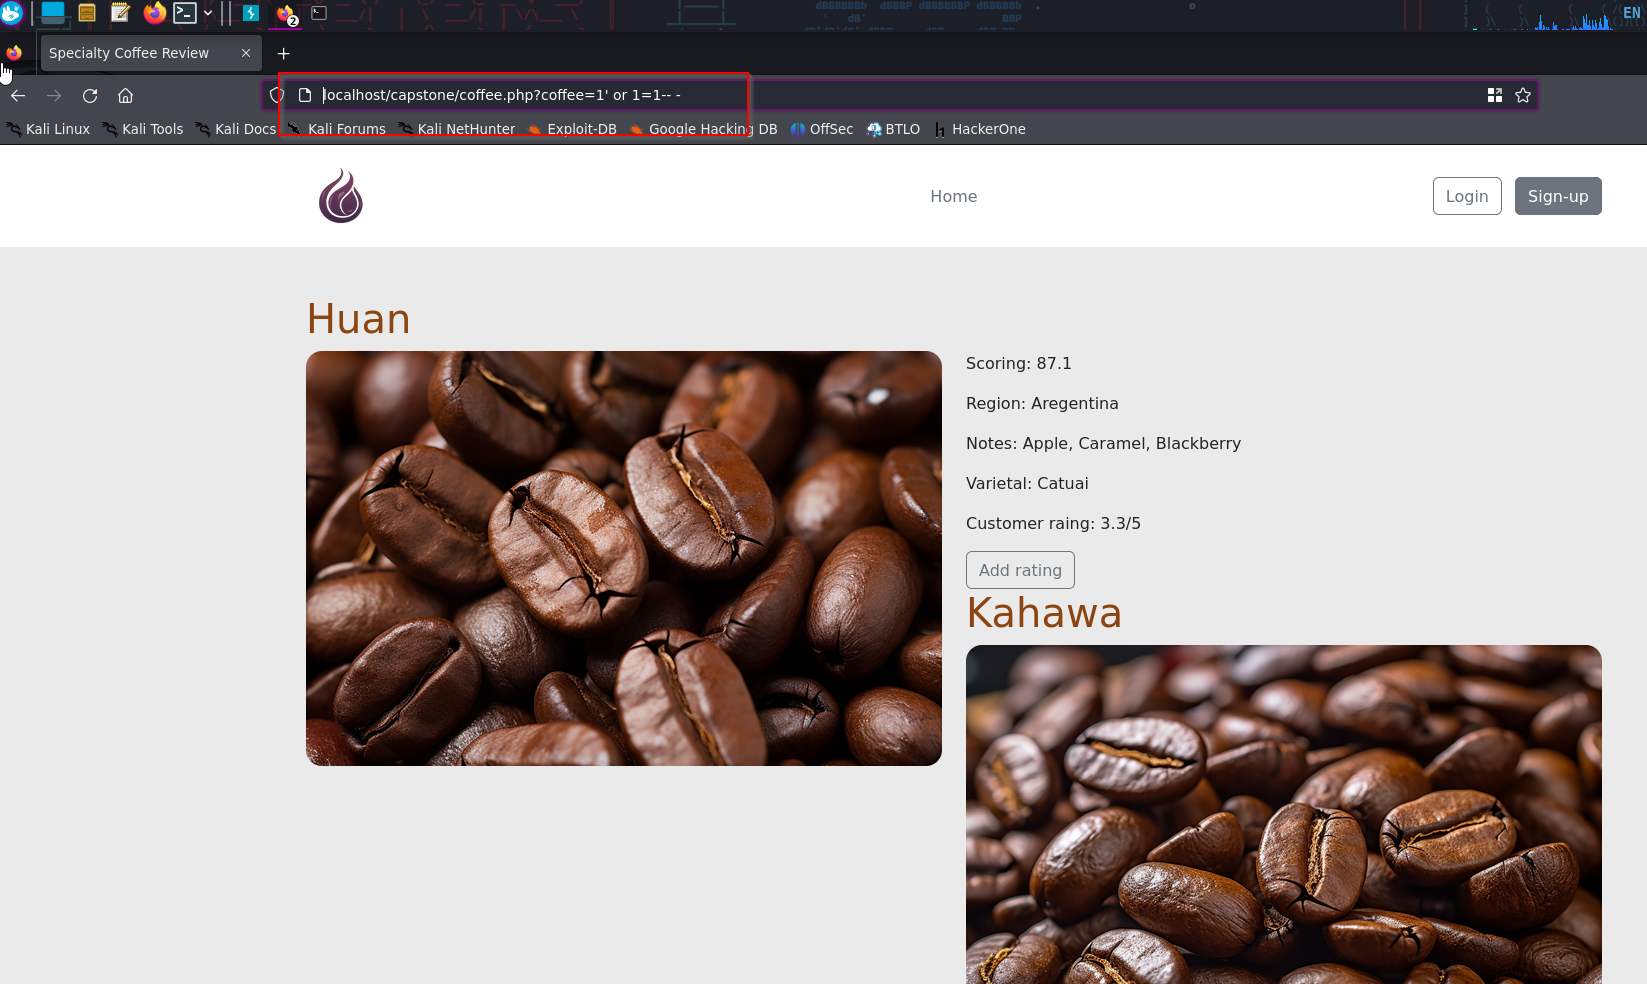 EN
2
Specialty Coffee Review
localhost/capstone/coffee.php?coffee=1' or 1=1-- -
Kali Linux Kali Tools Kali Docs Kali Forums Kali NetHunter Exploit-DB Google Hacking DB OffSec BTLO HackerOne
Home Login Sign-up
Huan
Scoring: 87.1
Region: Aregentina
Notes: Apple, Caramel, Blackberry
Varietal: Catuai
Customer raing: 3.3/5
Add rating
Kahawa